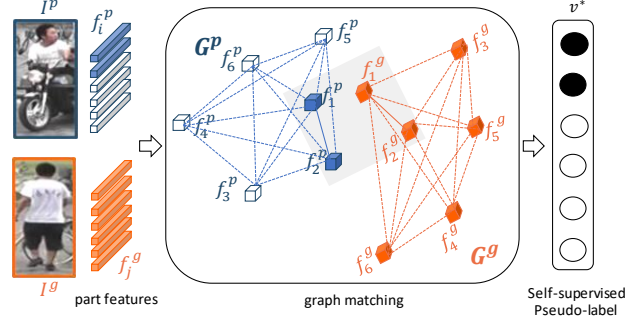 I^p
f_i^p
G^p
f_5^p
f_6^p
f_1^p
f_4^p
f_2^p
f_3^p
f_3^g
f_1^g
f_2^g
f_5^g
f_4^g
f_6^g
G^g
v*
f_j^g
I^g
part features
graph matching
Self-supervised
Pseudo-label